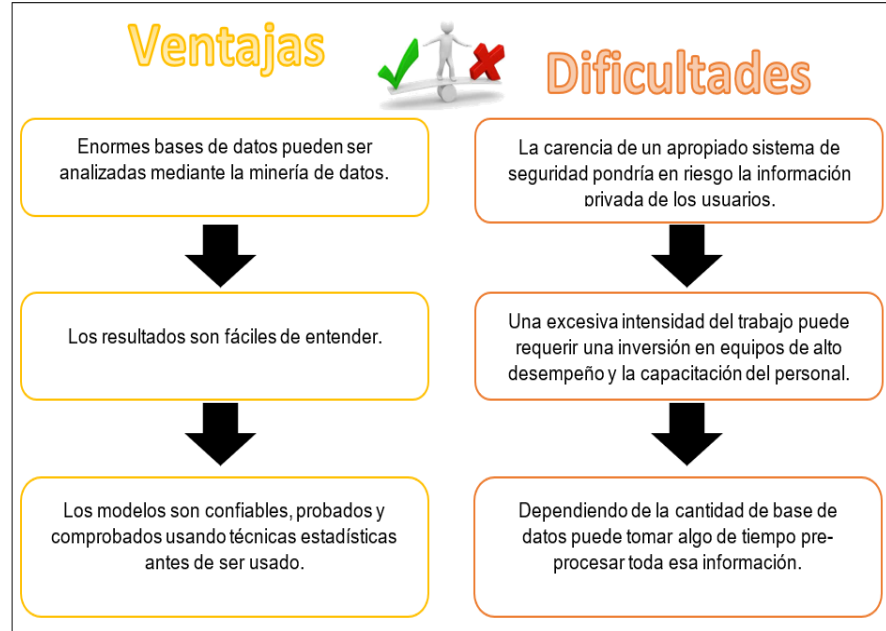 Ventajas
Enormes bases de datos pueden ser
analizadas mediante la minería de datos.
Los resultados son fáciles de entender.
Los modelos son confiables, probados y
comprobados usando técnicas estadísticas
antes de ser usado.
Dificultades
La carencia de un apropiado sistema de
seguridad pondría en riesgo la información
privada de los usuarios.
Una excesiva intensidad del trabajo puede
requerir una inversión en equipos de alto
desempeño y la capacitación del personal.
Dependiendo de la cantidad de base de
datos puede tomar algo de tiempo pre-
procesar toda esa información.